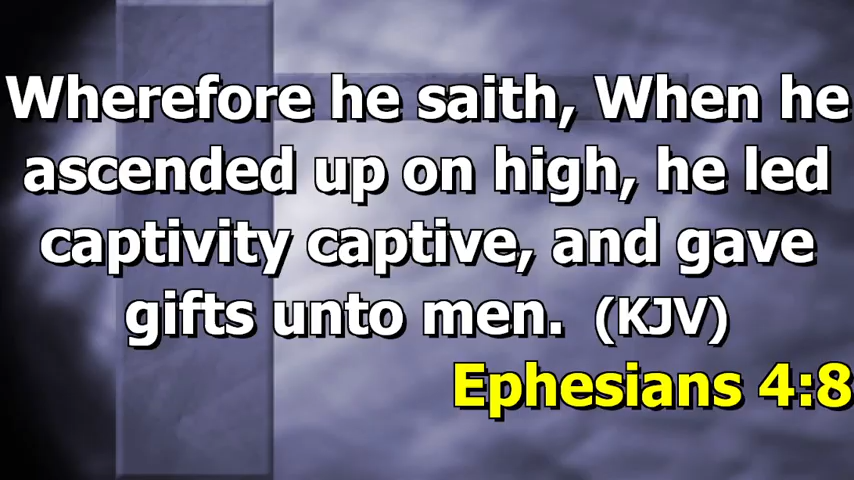 Wherefore he saith, When he
ascended up on high, he led
captivity captive, and gave
gifts unto men. (KJV)
Ephesians 4:8